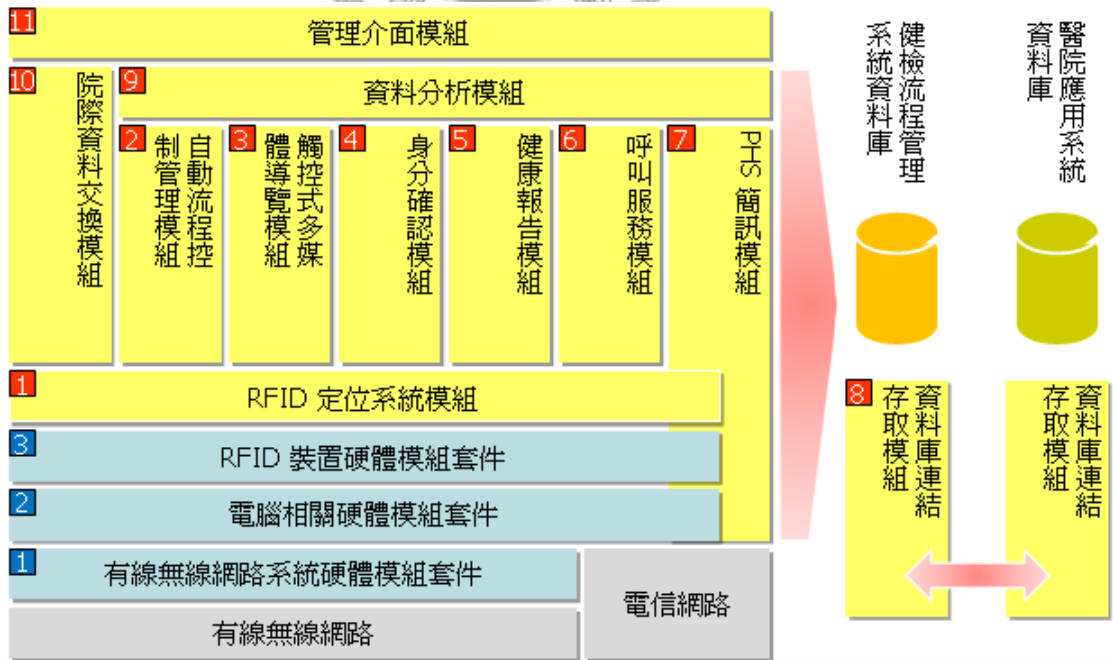 11
管理介面模組
10
院際資料交換模組
9
資料分析模組
2
自動流程控
制管理模組
3
觸控式多媒
體導覽模組
4
身分確認模組
5
健康報告模組
6
呼叫服務模組
7
PHS 簡訊模組
1
RFID 定位系統模組
3
RFID 裝置硬體模組套件
2
電腦相關硬體模組套件
1
有線無線網路系統硬體模組套件
有線無線網路
電信網路
健檢流程管理
系統資料庫
醫院應用系統
資料庫
8
資料庫連結
存取模組
資料庫連結
存取模組